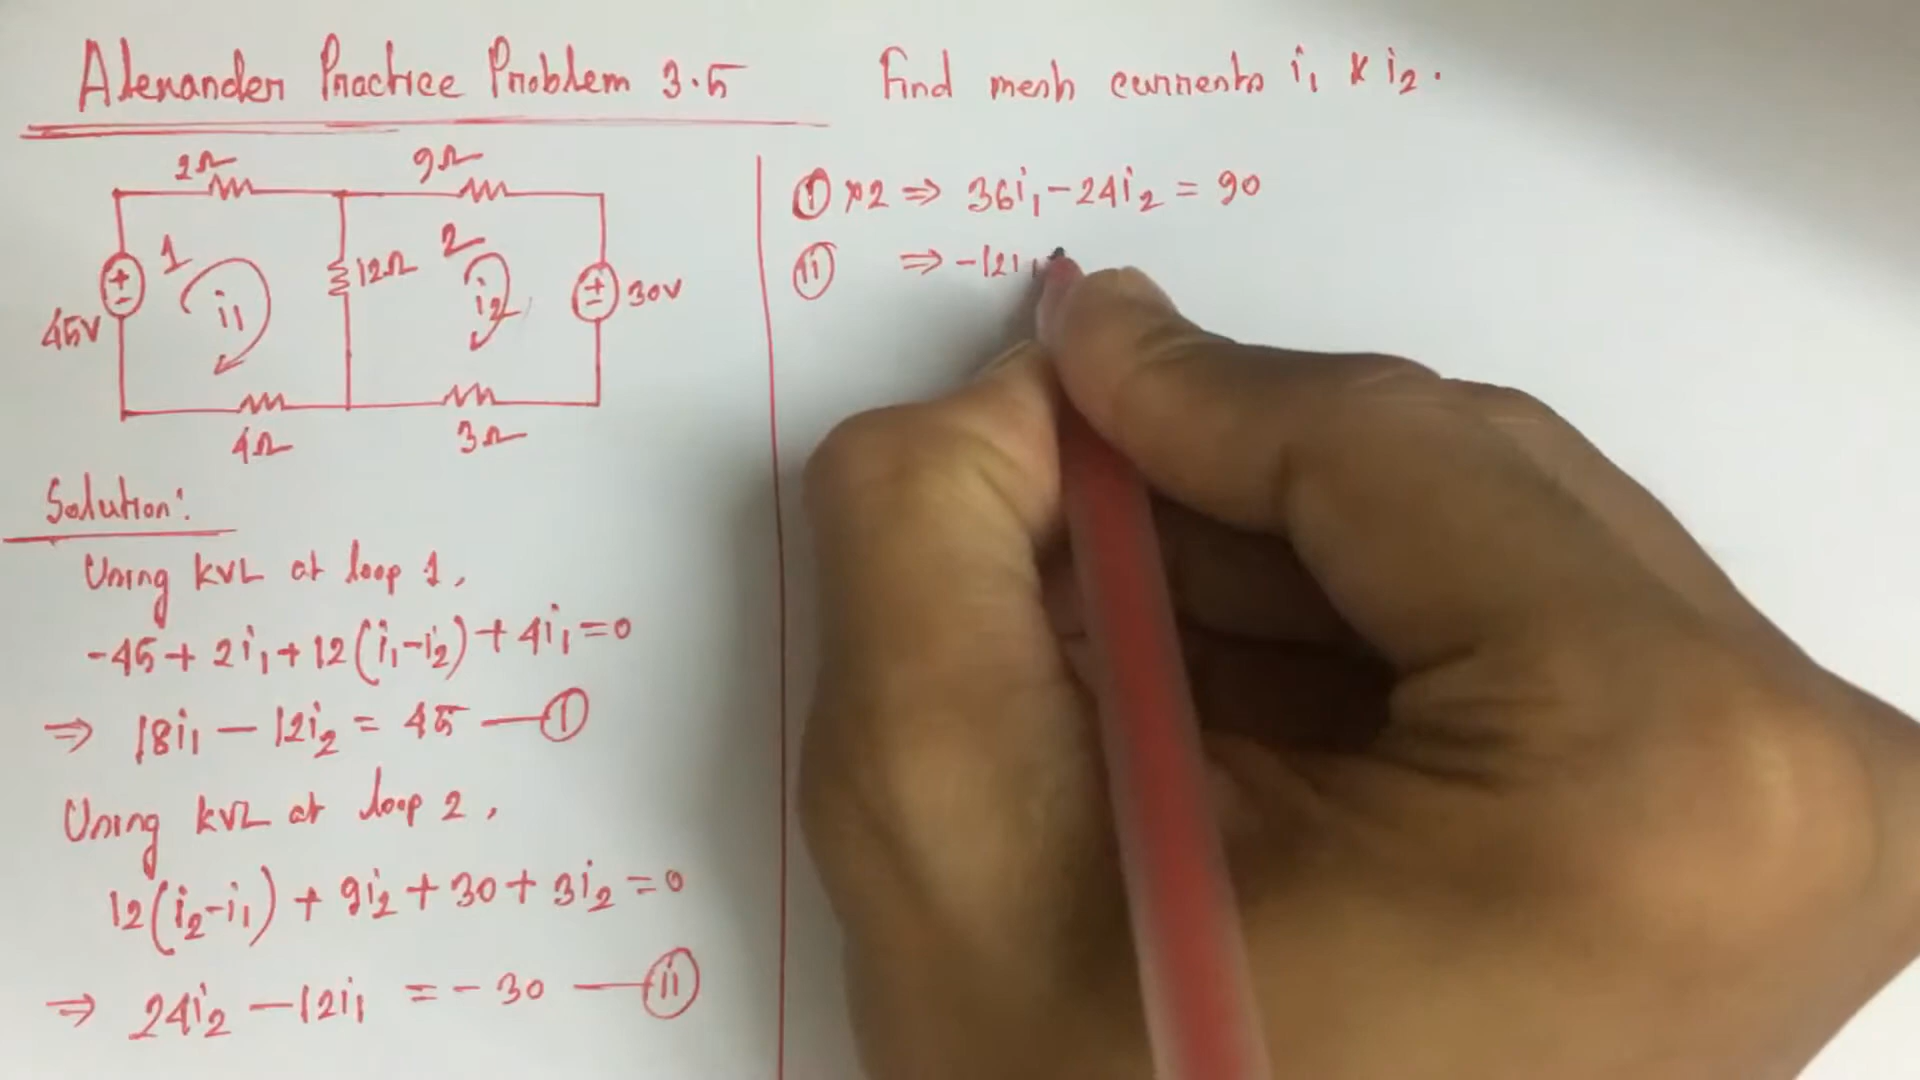 Alexander Practice Problem 3.5
Find mesh currents i₁ & i₂.
2Ω
9Ω
1
2
12Ω
i₁
i₂
+
-
45V
+
-
30V
4Ω
3Ω
Solution:
Using KVL at loop 1,
-45+ 2i₁+12(i₁-i₂)+4i₁=0
⇒ 18i₁ - 12i₂ = 45 — ⓘ
Using KVL at loop 2,
12(i₂-i₁) + 9i₂ + 30 + 3i₂ =0
⇒ 24i₂ - 12i₁ = - 30 — ⓘⓘ
ⓘ ×2 ⇒ 36i₁ - 24i₂ = 90
ⓘⓘ ⇒ -12i₁